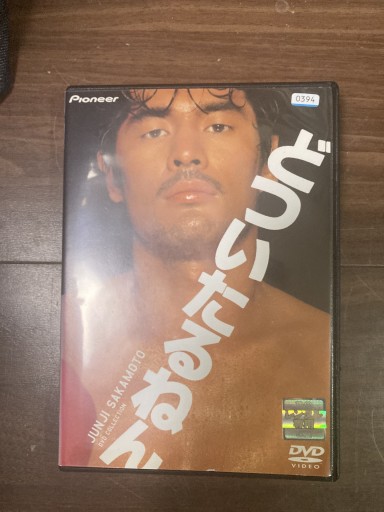 Pioneer
0394
どついたるねん
JUNJI SAKAMOTO
DVD COLLECTION
DVD
VIDEO